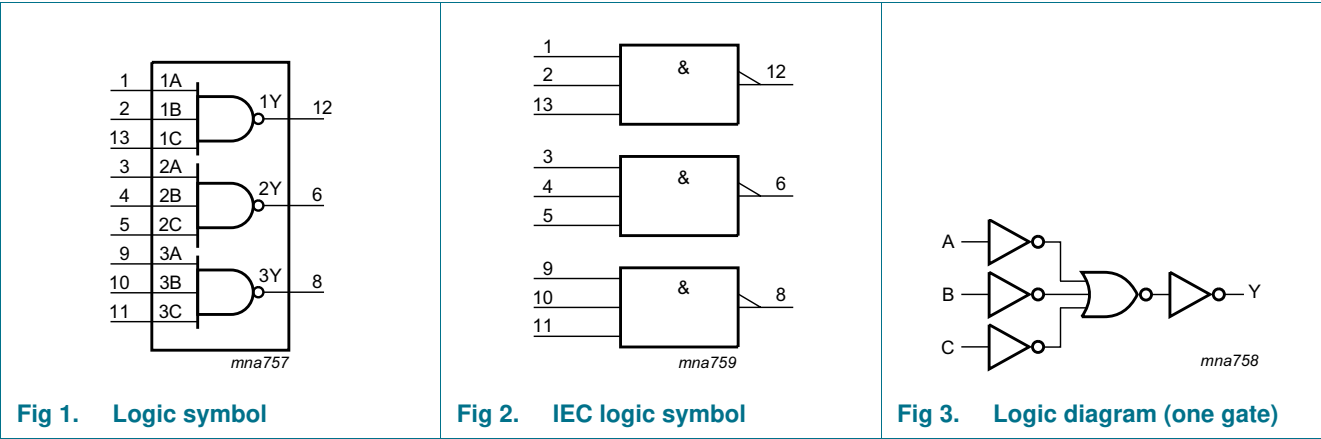 1 1A
2 1B 1Y 12
13 1C
3 2A
4 2B 2Y 6
5 2C
9 3A
10 3B 3Y 8
11 3C
mna757
Fig 1. Logic symbol
1
2 & 12
13
3
4 & 6
5
9
10 & 8
11
mna759
Fig 2. IEC logic symbol
A
B Y
C
mna758
Fig 3. Logic diagram (one gate)